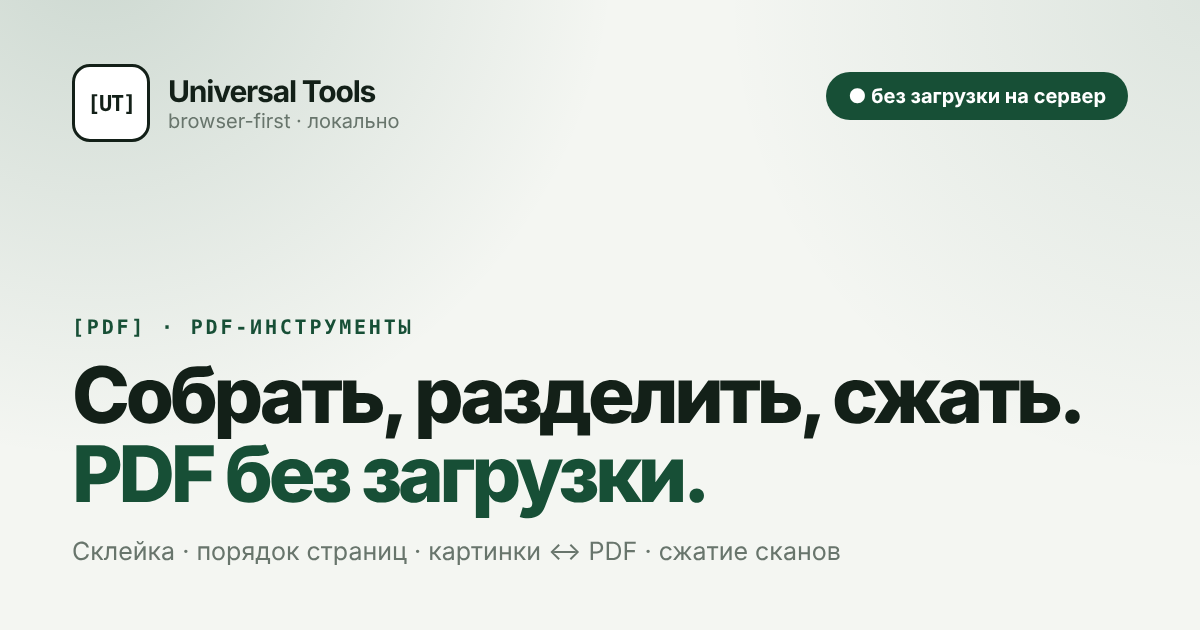 [UT]
Universal Tools
browser-first · локально
без загрузки на сервер
[PDF] · PDF-ИНСТРУМЕНТЫ
Собрать, разделить, сжать.
PDF без загрузки.
Склейка · порядок страниц · картинки ↔ PDF · сжатие сканов